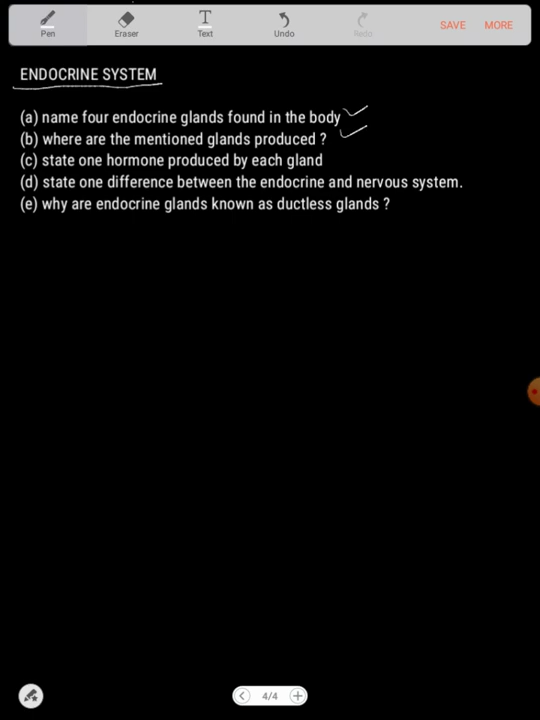 Pen Eraser Text Undo Redo SAVE MORE
ENDOCRINE SYSTEM
(a) name four endocrine glands found in the body
(b) where are the mentioned glands produced ?
(c) state one hormone produced by each gland
(d) state one difference between the endocrine and nervous system.
(e) why are endocrine glands known as ductless glands ?
4/4